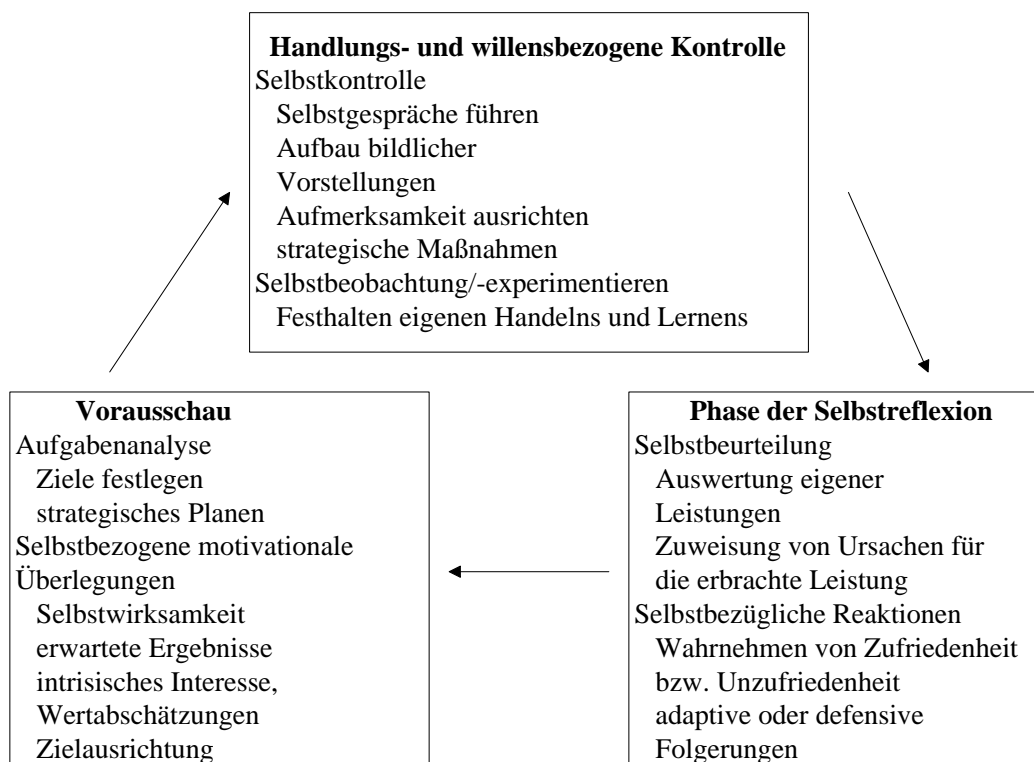 Handlungs- und willensbezogene Kontrolle
Selbstkontrolle
Selbstgespräche führen
Aufbau bildlicher
Vorstellungen
Aufmerksamkeit ausrichten
strategische Maßnahmen
Selbstbeobachtung/-experimentieren
Festhalten eigenen Handelns und Lernens
Vorausschau
Aufgabenanalyse
Ziele festlegen
strategisches Planen
Selbstbezogene motivationale
Überlegungen
Selbstwirksamkeit
erwartete Ergebnisse
intrisisches Interesse,
Wertabschätzungen
Zielausrichtung
Phase der Selbstreflexion
Selbstbeurteilung
Auswertung eigener
Leistungen
Zuweisung von Ursachen für
die erbrachte Leistung
Selbstbezügliche Reaktionen
Wahrnehmen von Zufriedenheit
bzw. Unzufriedenheit
adaptive oder defensive
Folgerungen